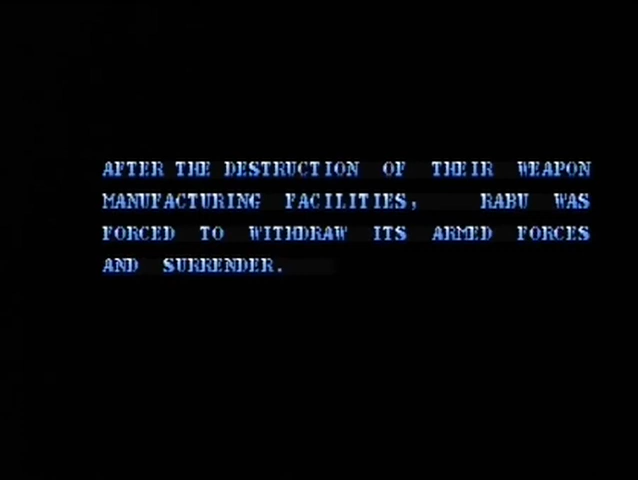 AFTER THE DESTRUCTION OF THEIR WEAPON
MANUFACTURING FACILITIES, RABU WAS
FORCED TO WITHDRAW ITS ARMED FORCES
AND SURRENDER.